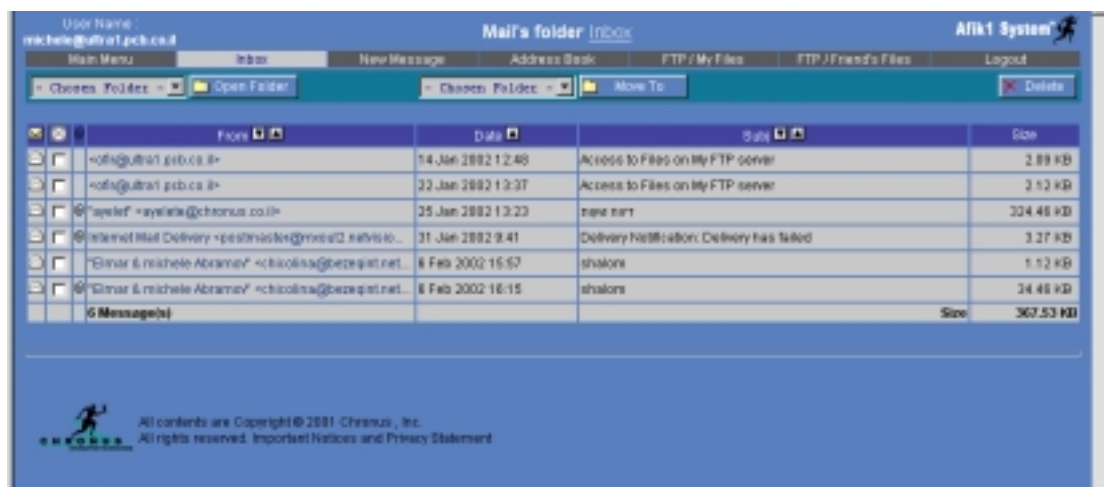 User Name :
michele@ultra1.pcb.co.il
Mail's folder Inbox
Afik1 System
Main Menu Inbox New Message Address Book FTP / My Files FTP / Friend's Files Logout
- Chosen Folder - Open Folder - Chosen Folder - Move To Delete
From Date Subj Size
<ofis@ultra1.pcb.co.il> 14 Jan 2002 12:48 Access to Files on My FTP server 2.09 KB
<ofis@ultra1.pcb.co.il> 22 Jan 2002 13:37 Access to Files on My FTP server 2.12 KB
"ayelet" <ayelete@chronus.co.il> 25 Jan 2002 13:23 324.46 KB
Internet Mail Delivery <postmaster@mxout2.netvisio... 31 Jan 2002 9:41 Delivery Notification: Delivery has failed 3.27 KB
"Elmar & michele Abramov" <chicolina@bezeqint.net... 6 Feb 2002 15:57 shalom 1.12 KB
"Elmar & michele Abramov" <chicolina@bezeqint.net... 6 Feb 2002 16:15 shalom 34.46 KB
6 Message(s) Size 367.53 KB
CHRONUS
All contents are Copyright © 2001 Chronus , Inc.
All rights reserved. Important Notices and Privacy Statement